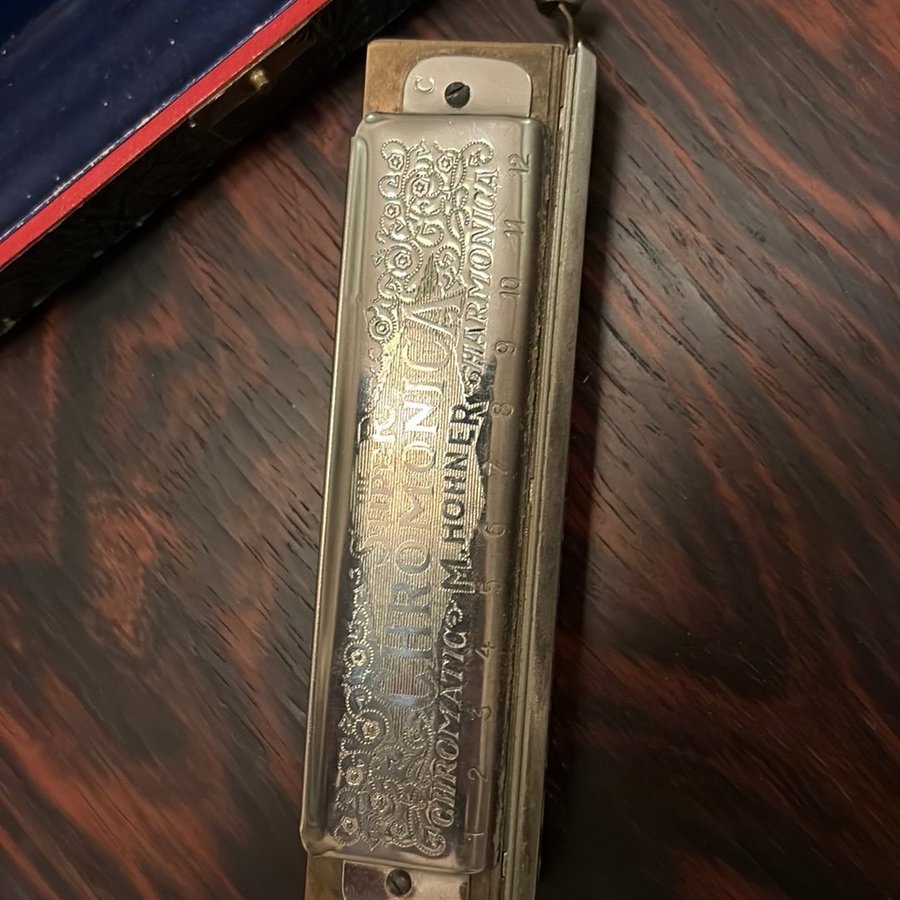 SUPER
CHROMONICA
CHROMATIC M. HOHNER HARMONICA
1 2 3 4 5 6 7 8 9 10 11 12
C